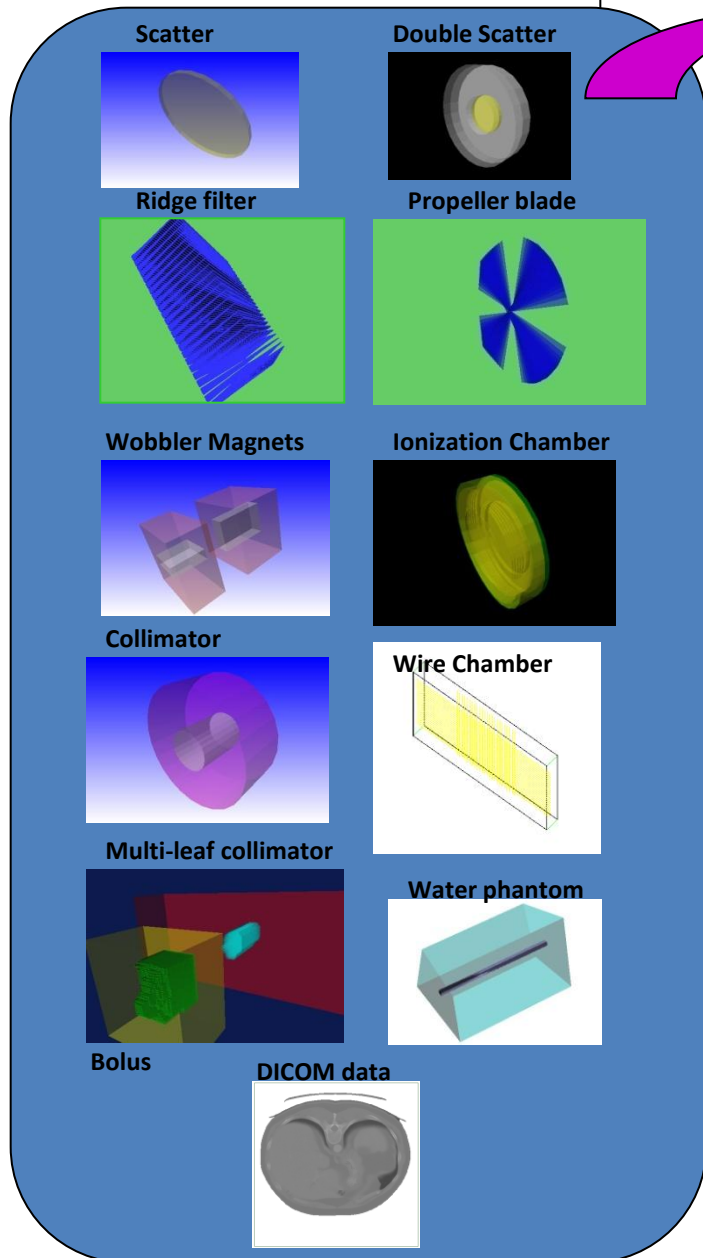 Scatter
Double Scatter
Ridge filter
Propeller blade
Wobbler Magnets
Ionization Chamber
Collimator
Wire Chamber
Multi-leaf collimator
Water phantom
Bolus
DICOM data